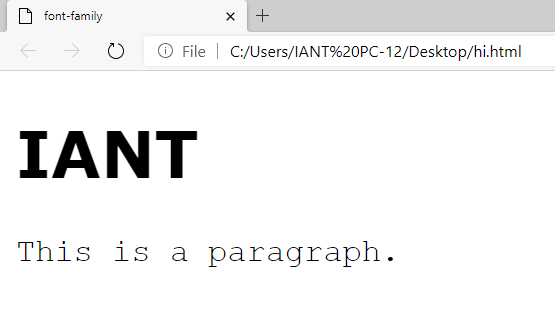 font-family
File
C:/Users/IANT%20PC-12/Desktop/hi.html
IANT
This is a paragraph.